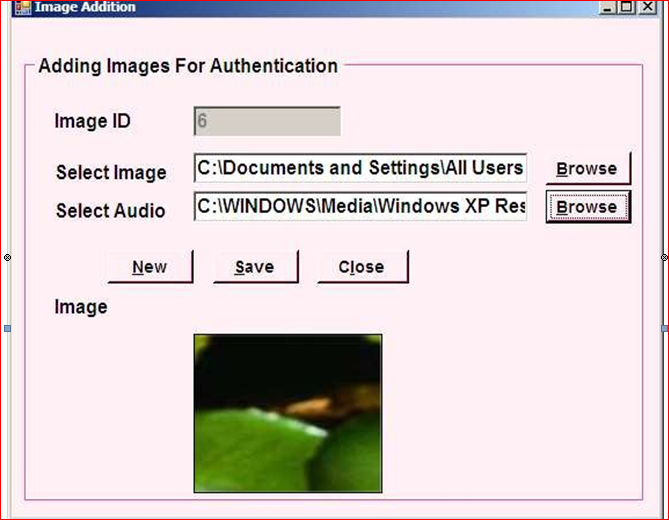 Image Addition
Adding Images For Authentication
Image ID 6
Select Image C:\Documents and Settings\All Users Browse
Select Audio C:\WINDOWS\Media\Windows XP Res Browse
New Save Close
Image